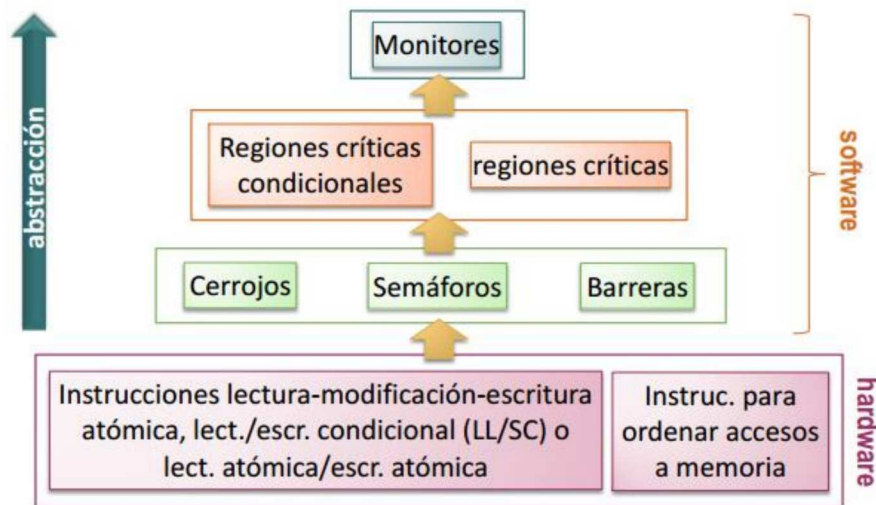 Monitores
Regiones críticas
condicionales
regiones críticas
Cerrojos
Semáforos
Barreras
Instrucciones lectura-modificación-escritura
atómica, lect./escr. condicional (LL/SC) o
lect. atómica/escr. atómica
Instruc. para
ordenar accesos
a memoria
abstracción
software
hardware